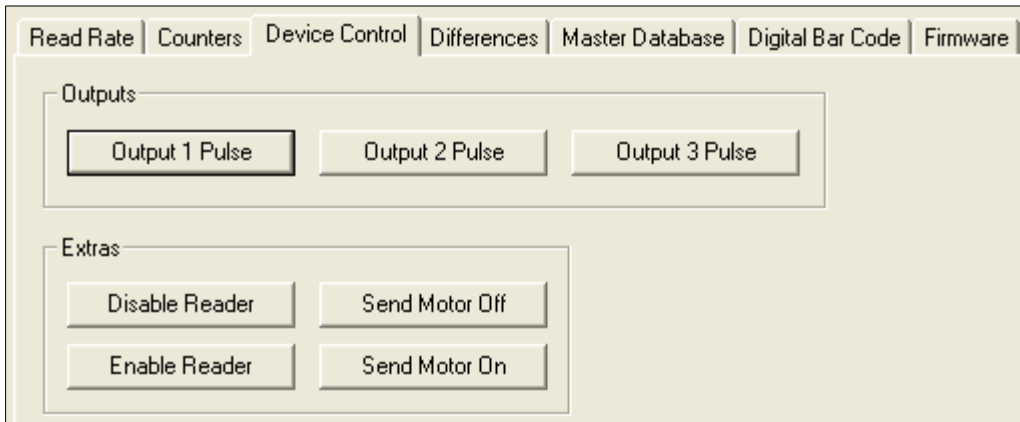 Read Rate Counters Device Control Differences Master Database Digital Bar Code Firmware
Outputs
Output 1 Pulse Output 2 Pulse Output 3 Pulse
Extras
Disable Reader Send Motor Off
Enable Reader Send Motor On